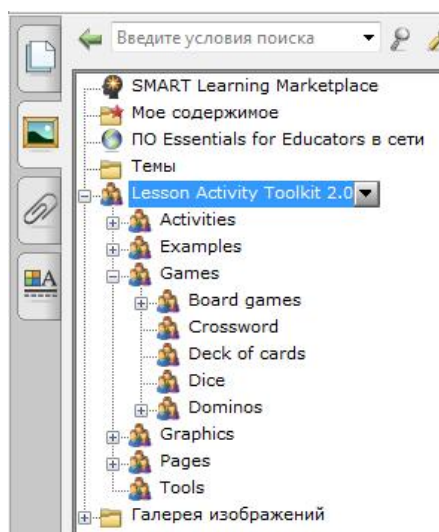 Введите условия поиска
SMART Learning Marketplace
Мое содержимое
ПО Essentials for Educators в сети
Темы
Lesson Activity Toolkit 2.0
Activities
Examples
Games
Board games
Crossword
Deck of cards
Dice
Dominos
Graphics
Pages
Tools
Галерея изображений